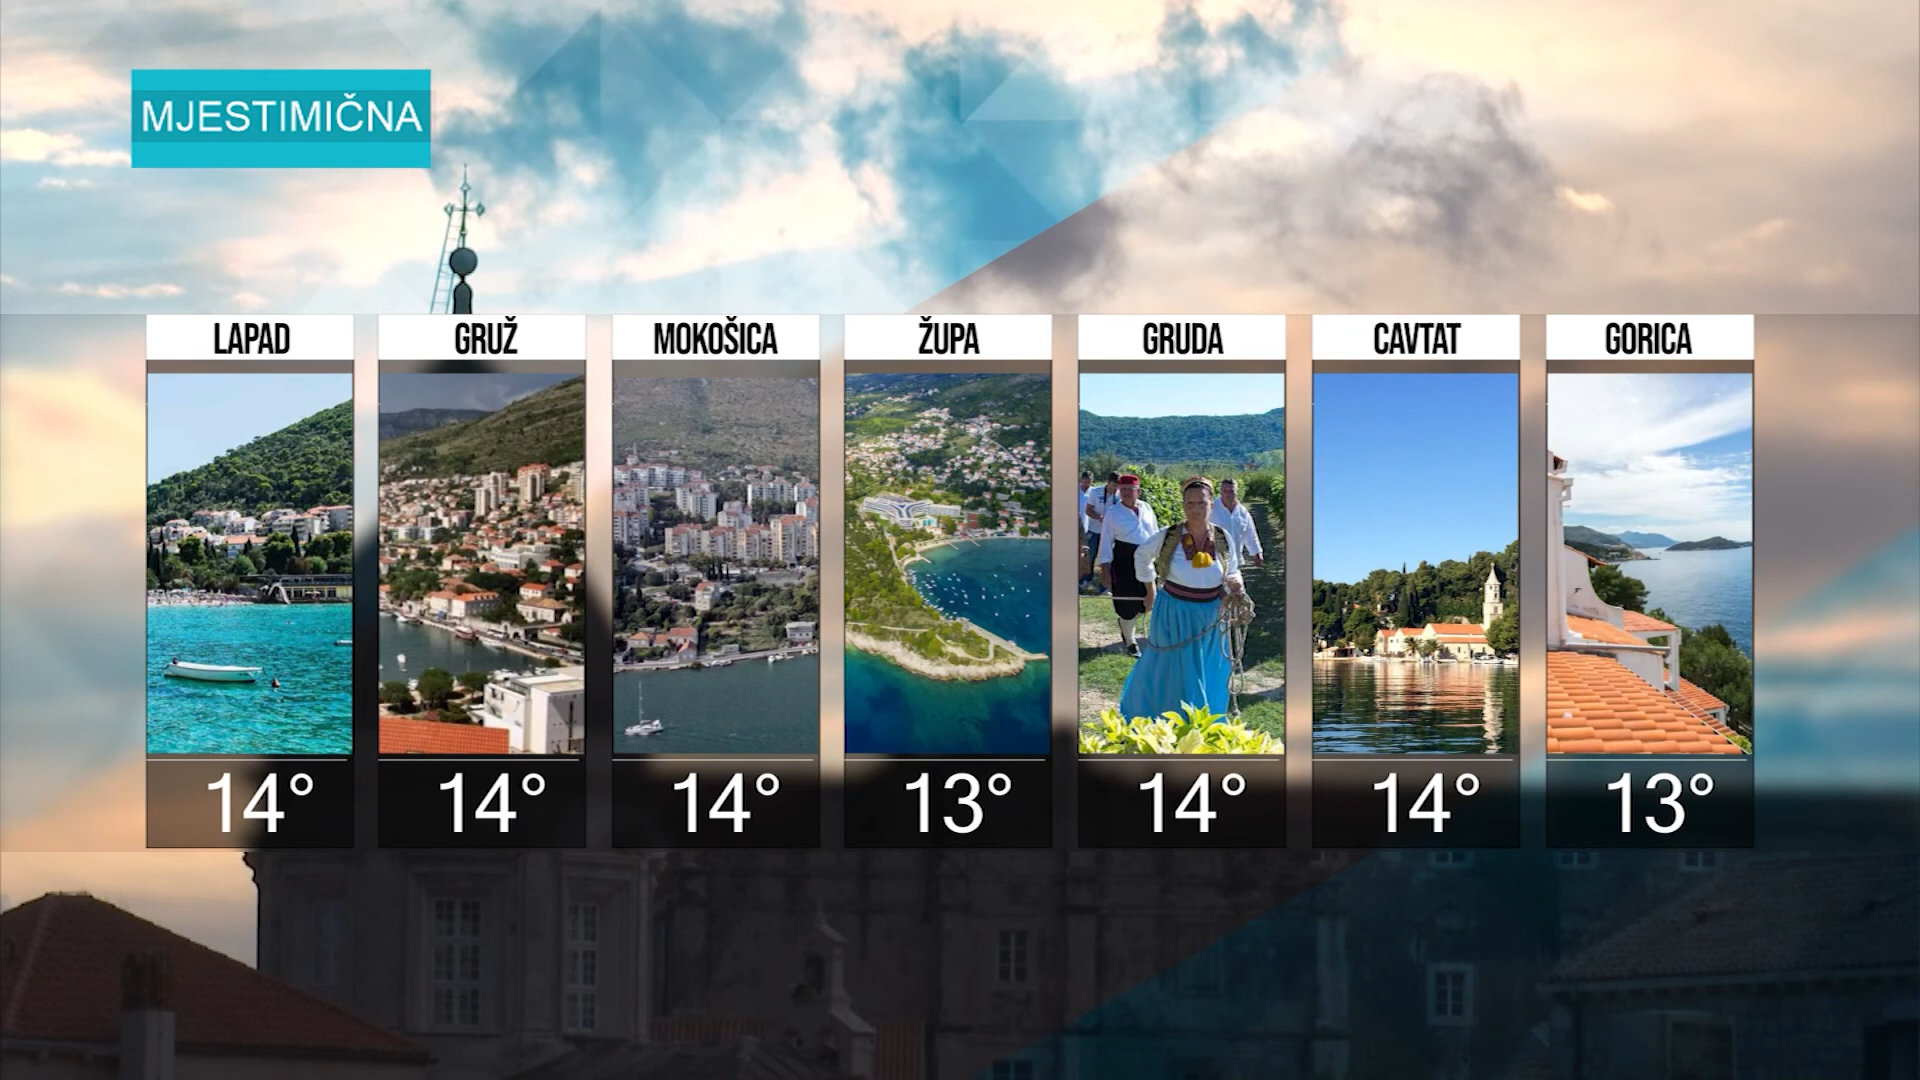 MJESTIMIČNA
LAPAD GRUŽ MOKOŠICA ŽUPA GRUDA CAVTAT GORICA
14° 14° 14° 13° 14° 14° 13°